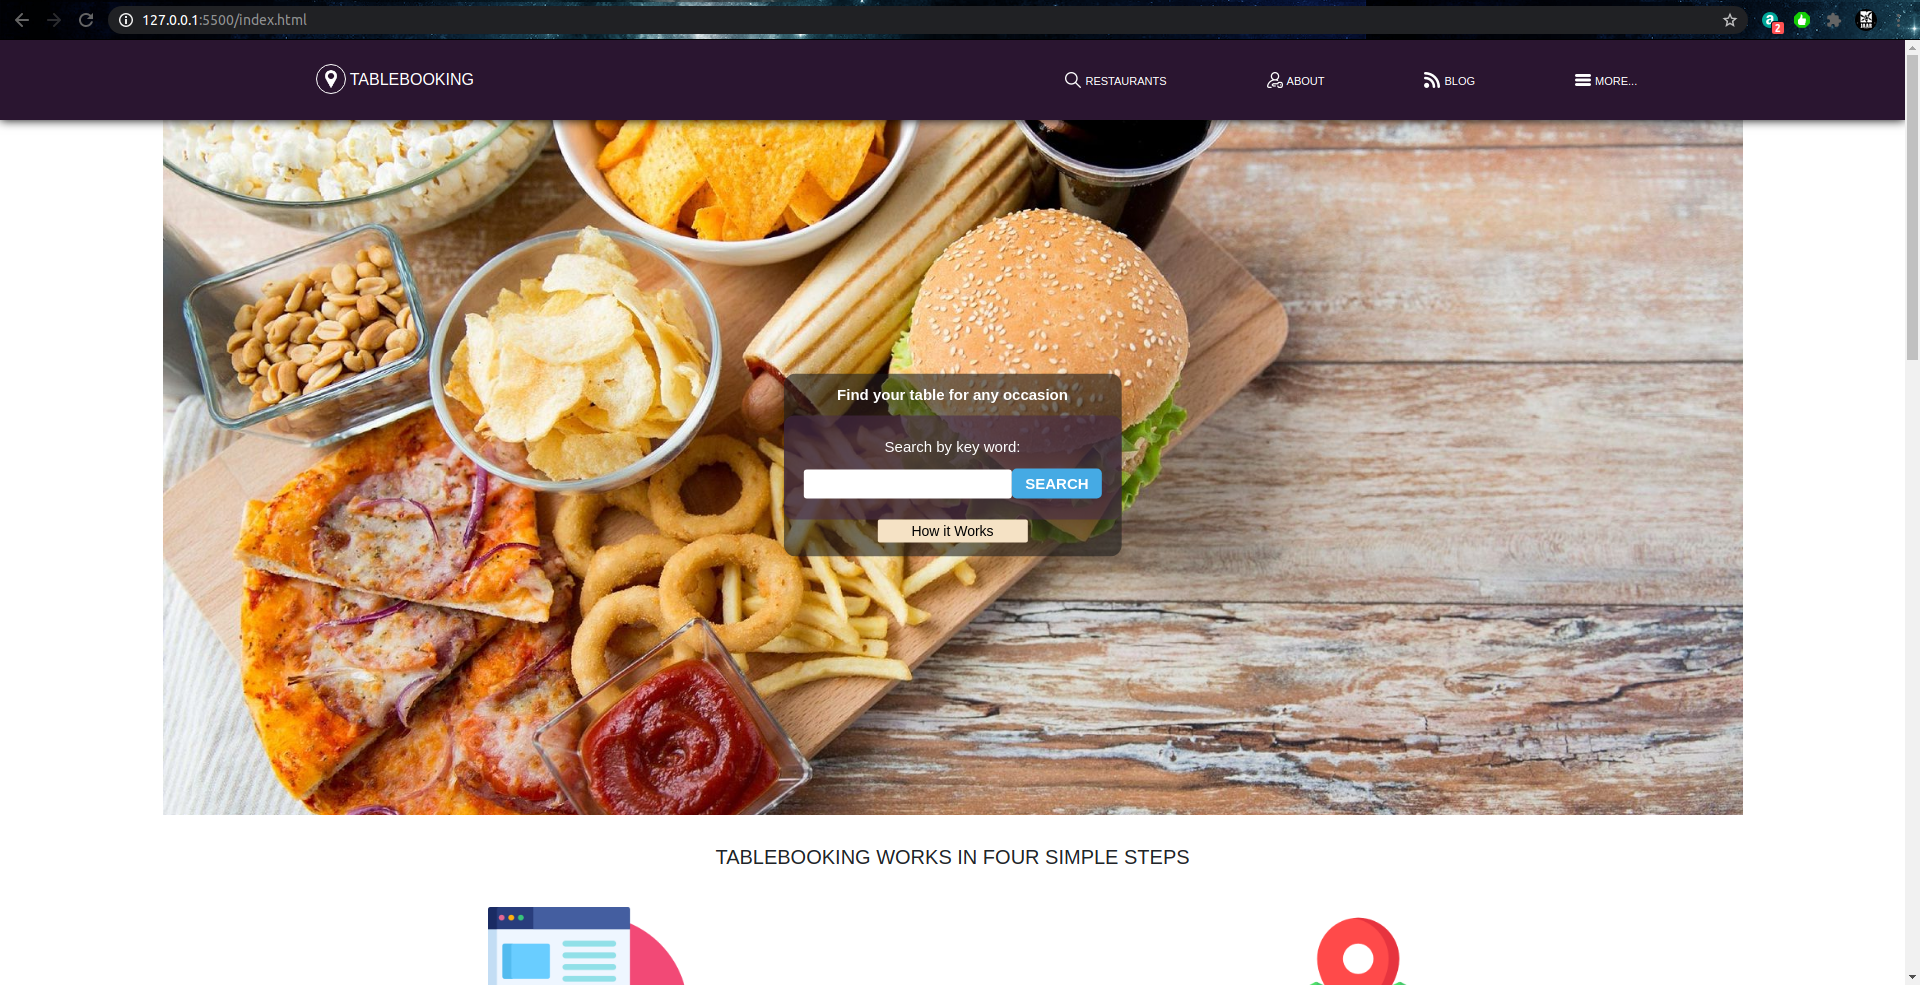 127.0.0.1:5500/index.html
a
2
TABLEBOOKING
RESTAURANTS
ABOUT
BLOG
MORE...
Find your table for any occasion
Search by key word:
SEARCH
How it Works
TABLEBOOKING WORKS IN FOUR SIMPLE STEPS